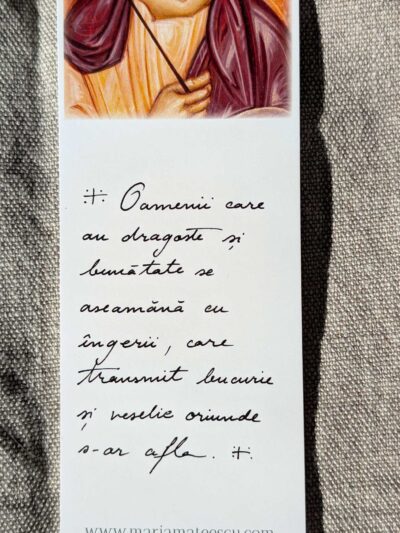 Oamenii care
au dragoste și
bunătate se
aseamănă cu
îngerii, care
transmit bucurie
și veselie oriunde
s-ar afla.
www.mariamateescu.com